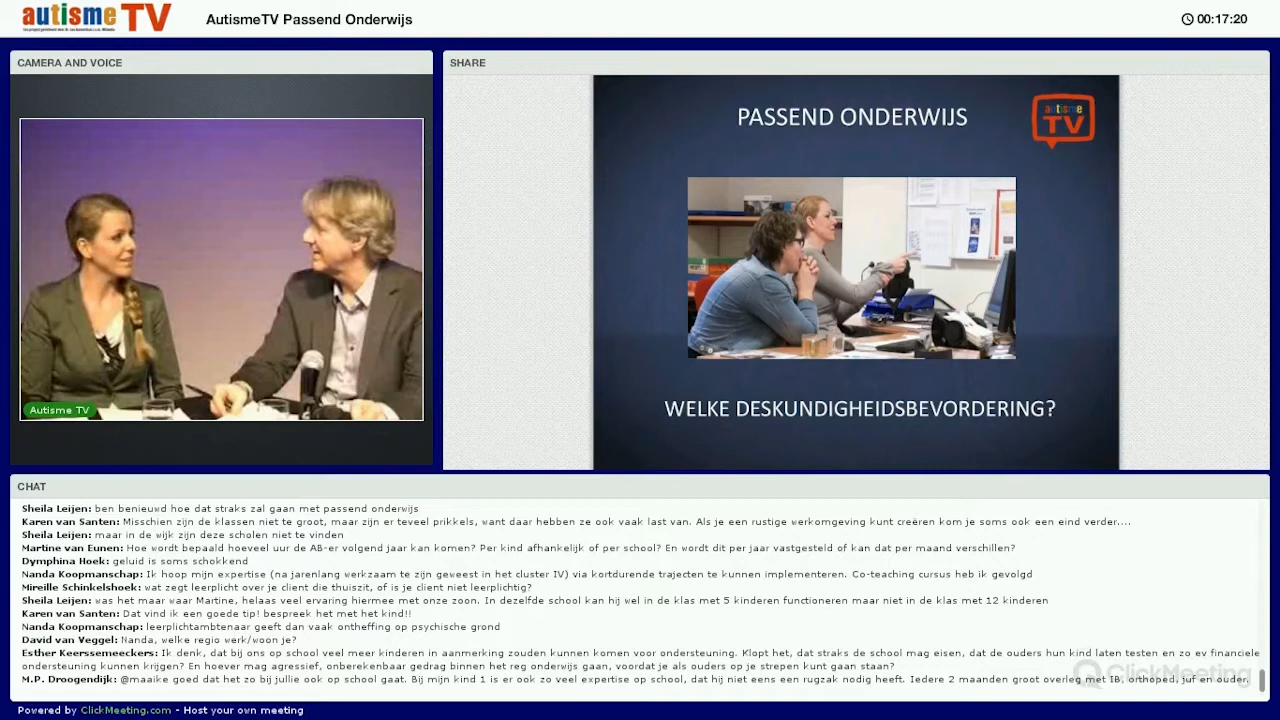 autisme TV
AutismeTV Passend Onderwijs
00:17:20
CAMERA AND VOICE
SHARE
PASSEND ONDERWIJS
autisme
TV
Autisme TV
WELKE DESKUNDIGHEIDSBEVORDERING?
CHAT
Sheila Leijen: ben benieuwd hoe dat straks zal gaan met passend onderwijs
Karen van Santen: Misschien zijn de klassen niet te groot, maar zijn er teveel prikkels, want daar hebben ze ook vaak last van. Als je een rustige werkomgeving kunt creëren kom je soms ook een eind verder....
Sheila Leijen: maar in de wijk zijn deze scholen niet te vinden
Martine van Eunen: Hoe wordt bepaald hoeveel uur de AB-er volgend jaar kan komen? Per kind afhankelijk of per school? En wordt dit per jaar vastgesteld of kan dat per maand verschillen?
Dymphina Hoek: geluid is soms schokkend
Nanda Koopmanschap: Ik hoop mijn expertise (na jarenlang werkzaam te zijn geweest in het cluster IV) via kortdurende trajecten te kunnen implementeren. Co-teaching cursus heb ik gevolgd
Mireille Schinkelshoek: wat zegt leerplicht over je client die thuiszit, of is je client niet leerplichtig?
Sheila Leijen: was het maar waar Martine, helaas veel ervaring hiermee met onze zoon. In dezelfde school kan hij wel in de klas met 5 kinderen functioneren maar niet in de klas met 12 kinderen
Karen van Santen: Dat vind ik een goede tip! bespreek het met het kind!!
Nanda Koopmanschap: leerplichtambtenaar geeft dan vaak ontheffing op psychische grond
David van Veggel: Nanda, welke regio werk/woon je?
Esther Keerssemeeckers: Ik denk, dat bij ons op school veel meer kinderen in aanmerking zouden kunnen komen voor ondersteuning. Klopt het, dat straks de school mag eisen, dat de ouders hun kind laten testen en zo ev financiele
ondersteuning kunnen krijgen? En hoever mag agressief, onberekenbaar gedrag binnen het reg onderwijs gaan, voordat je als ouders op je strepen kunt gaan staan?
M.P. Droogendijk: @maaike goed dat het zo bij jullie ook op school gaat. Bij mijn kind 1 is er ook zo veel expertise op school, dat hij niet eens een rugzak nodig heeft. Iedere 2 maanden groot overleg met IB, orthoped, juf en ouder.
ClickMeeting
Powered by ClickMeeting.com - Host your own meeting